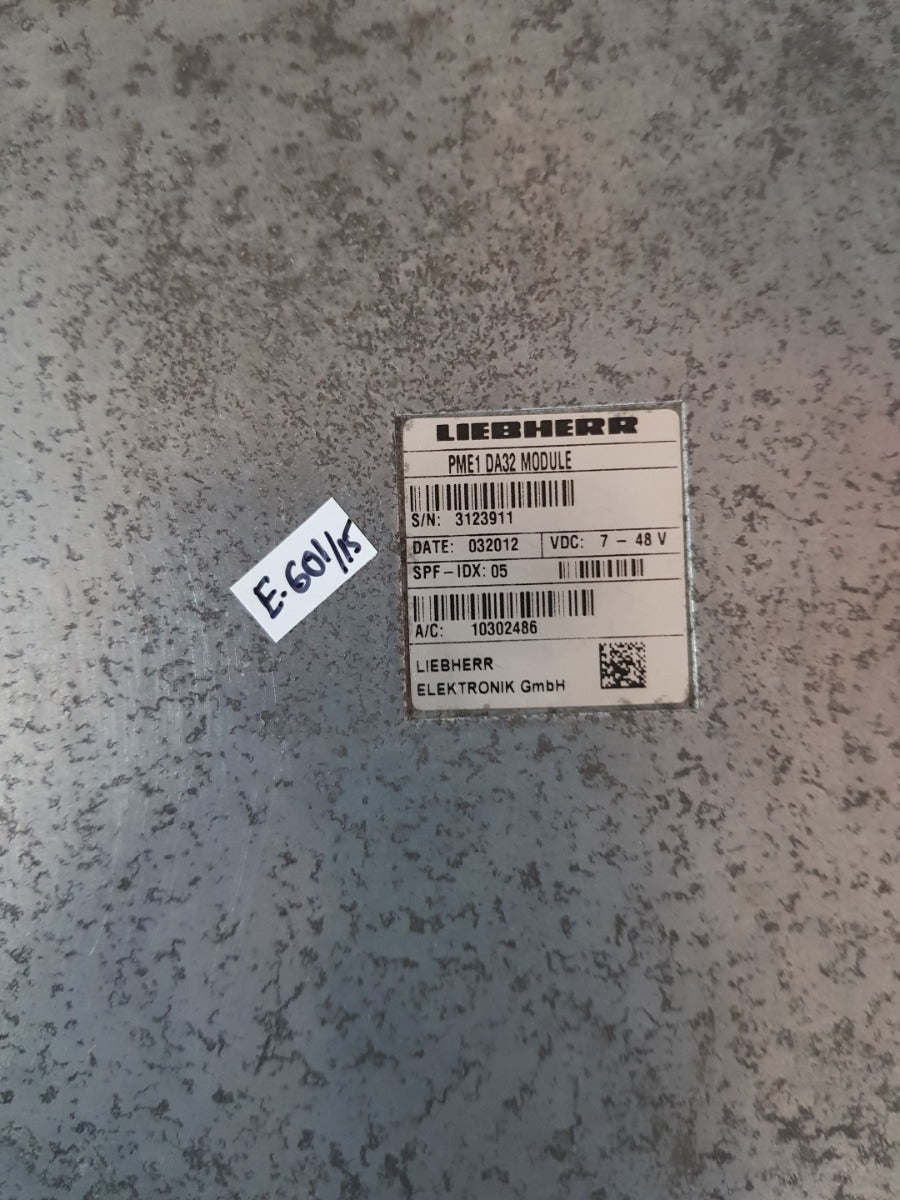 LIEBHERR
PME1 DA32 MODULE
S/N: 3123911
DATE: 032012 VDC: 7 – 48 V
SPF – IDX: 05
A/C: 10302486
LIEBHERR
ELEKTRONIK GmbH
E-601/15